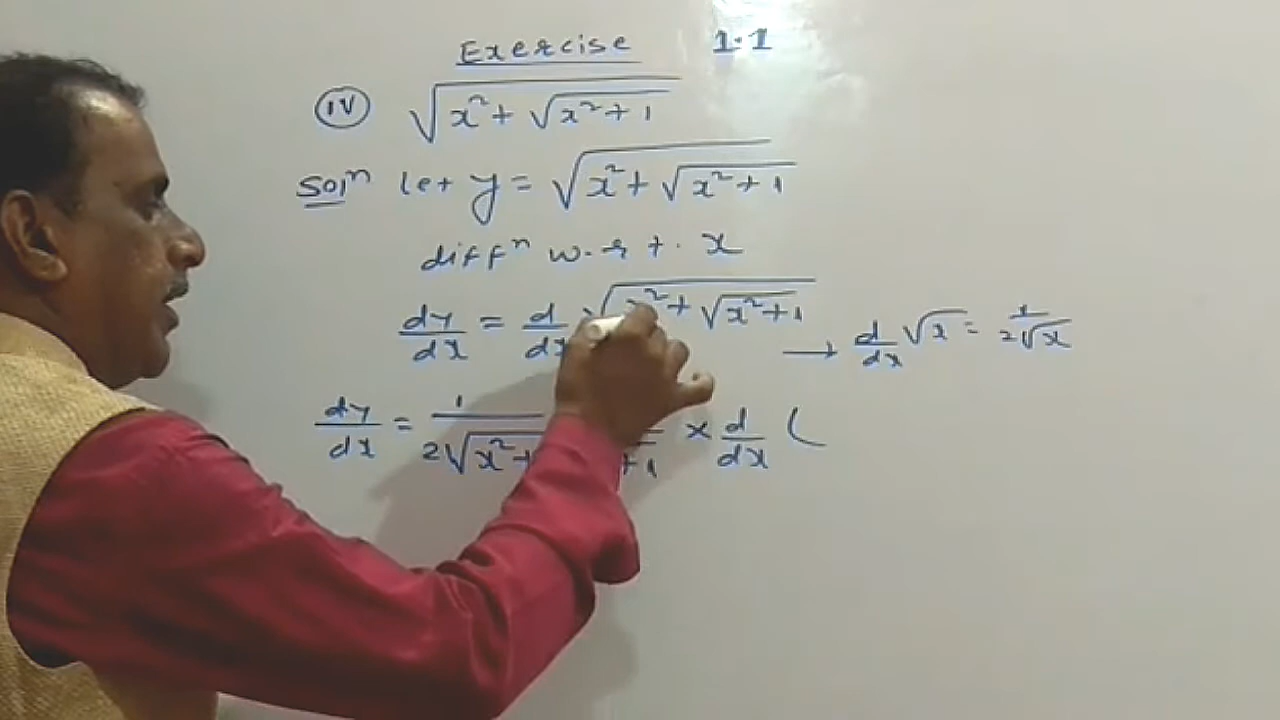 Exercise 1.1
(IV) √(x²+√(x²+1))
Solⁿ let y = √(x²+√(x²+1))
diffⁿ w.r.t. x
dy/dx = d/dx √(x²+√(x²+1)) → d/dx √x = 1/2√x
dy/dx = 1/2√(x²+ +1 × d/dx (